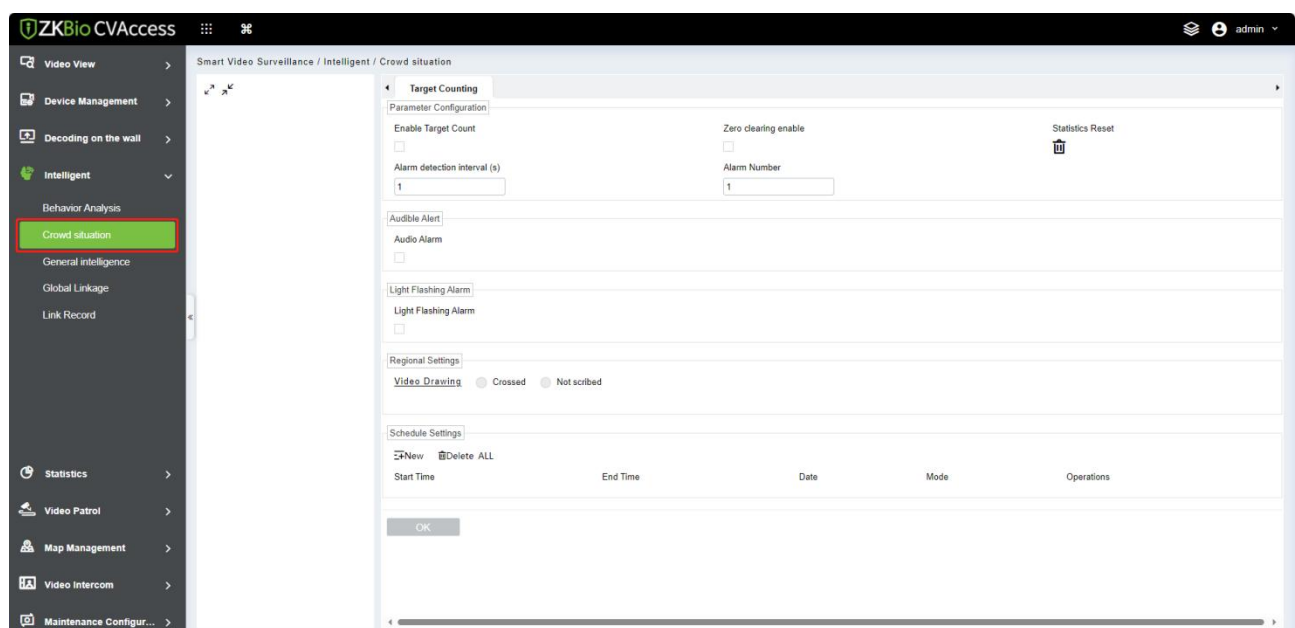 ZKBio CVAccess
admin
Video View
Device Management
Decoding on the wall
Intelligent
Behavior Analysis
Crowd situation
General intelligence
Global Linkage
Link Record
Statistics
Video Patrol
Map Management
Video Intercom
Maintenance Configur...
Smart Video Surveillance / Intelligent / Crowd situation
Target Counting
Parameter Configuration
Enable Target Count Zero clearing enable Statistics Reset
Alarm detection interval (s) Alarm Number
1 1
Audible Alert
Audio Alarm
Light Flashing Alarm
Light Flashing Alarm
Regional Settings
Video Drawing Crossed Not scribed
Schedule Settings
New Delete ALL
Start Time End Time Date Mode Operations
OK